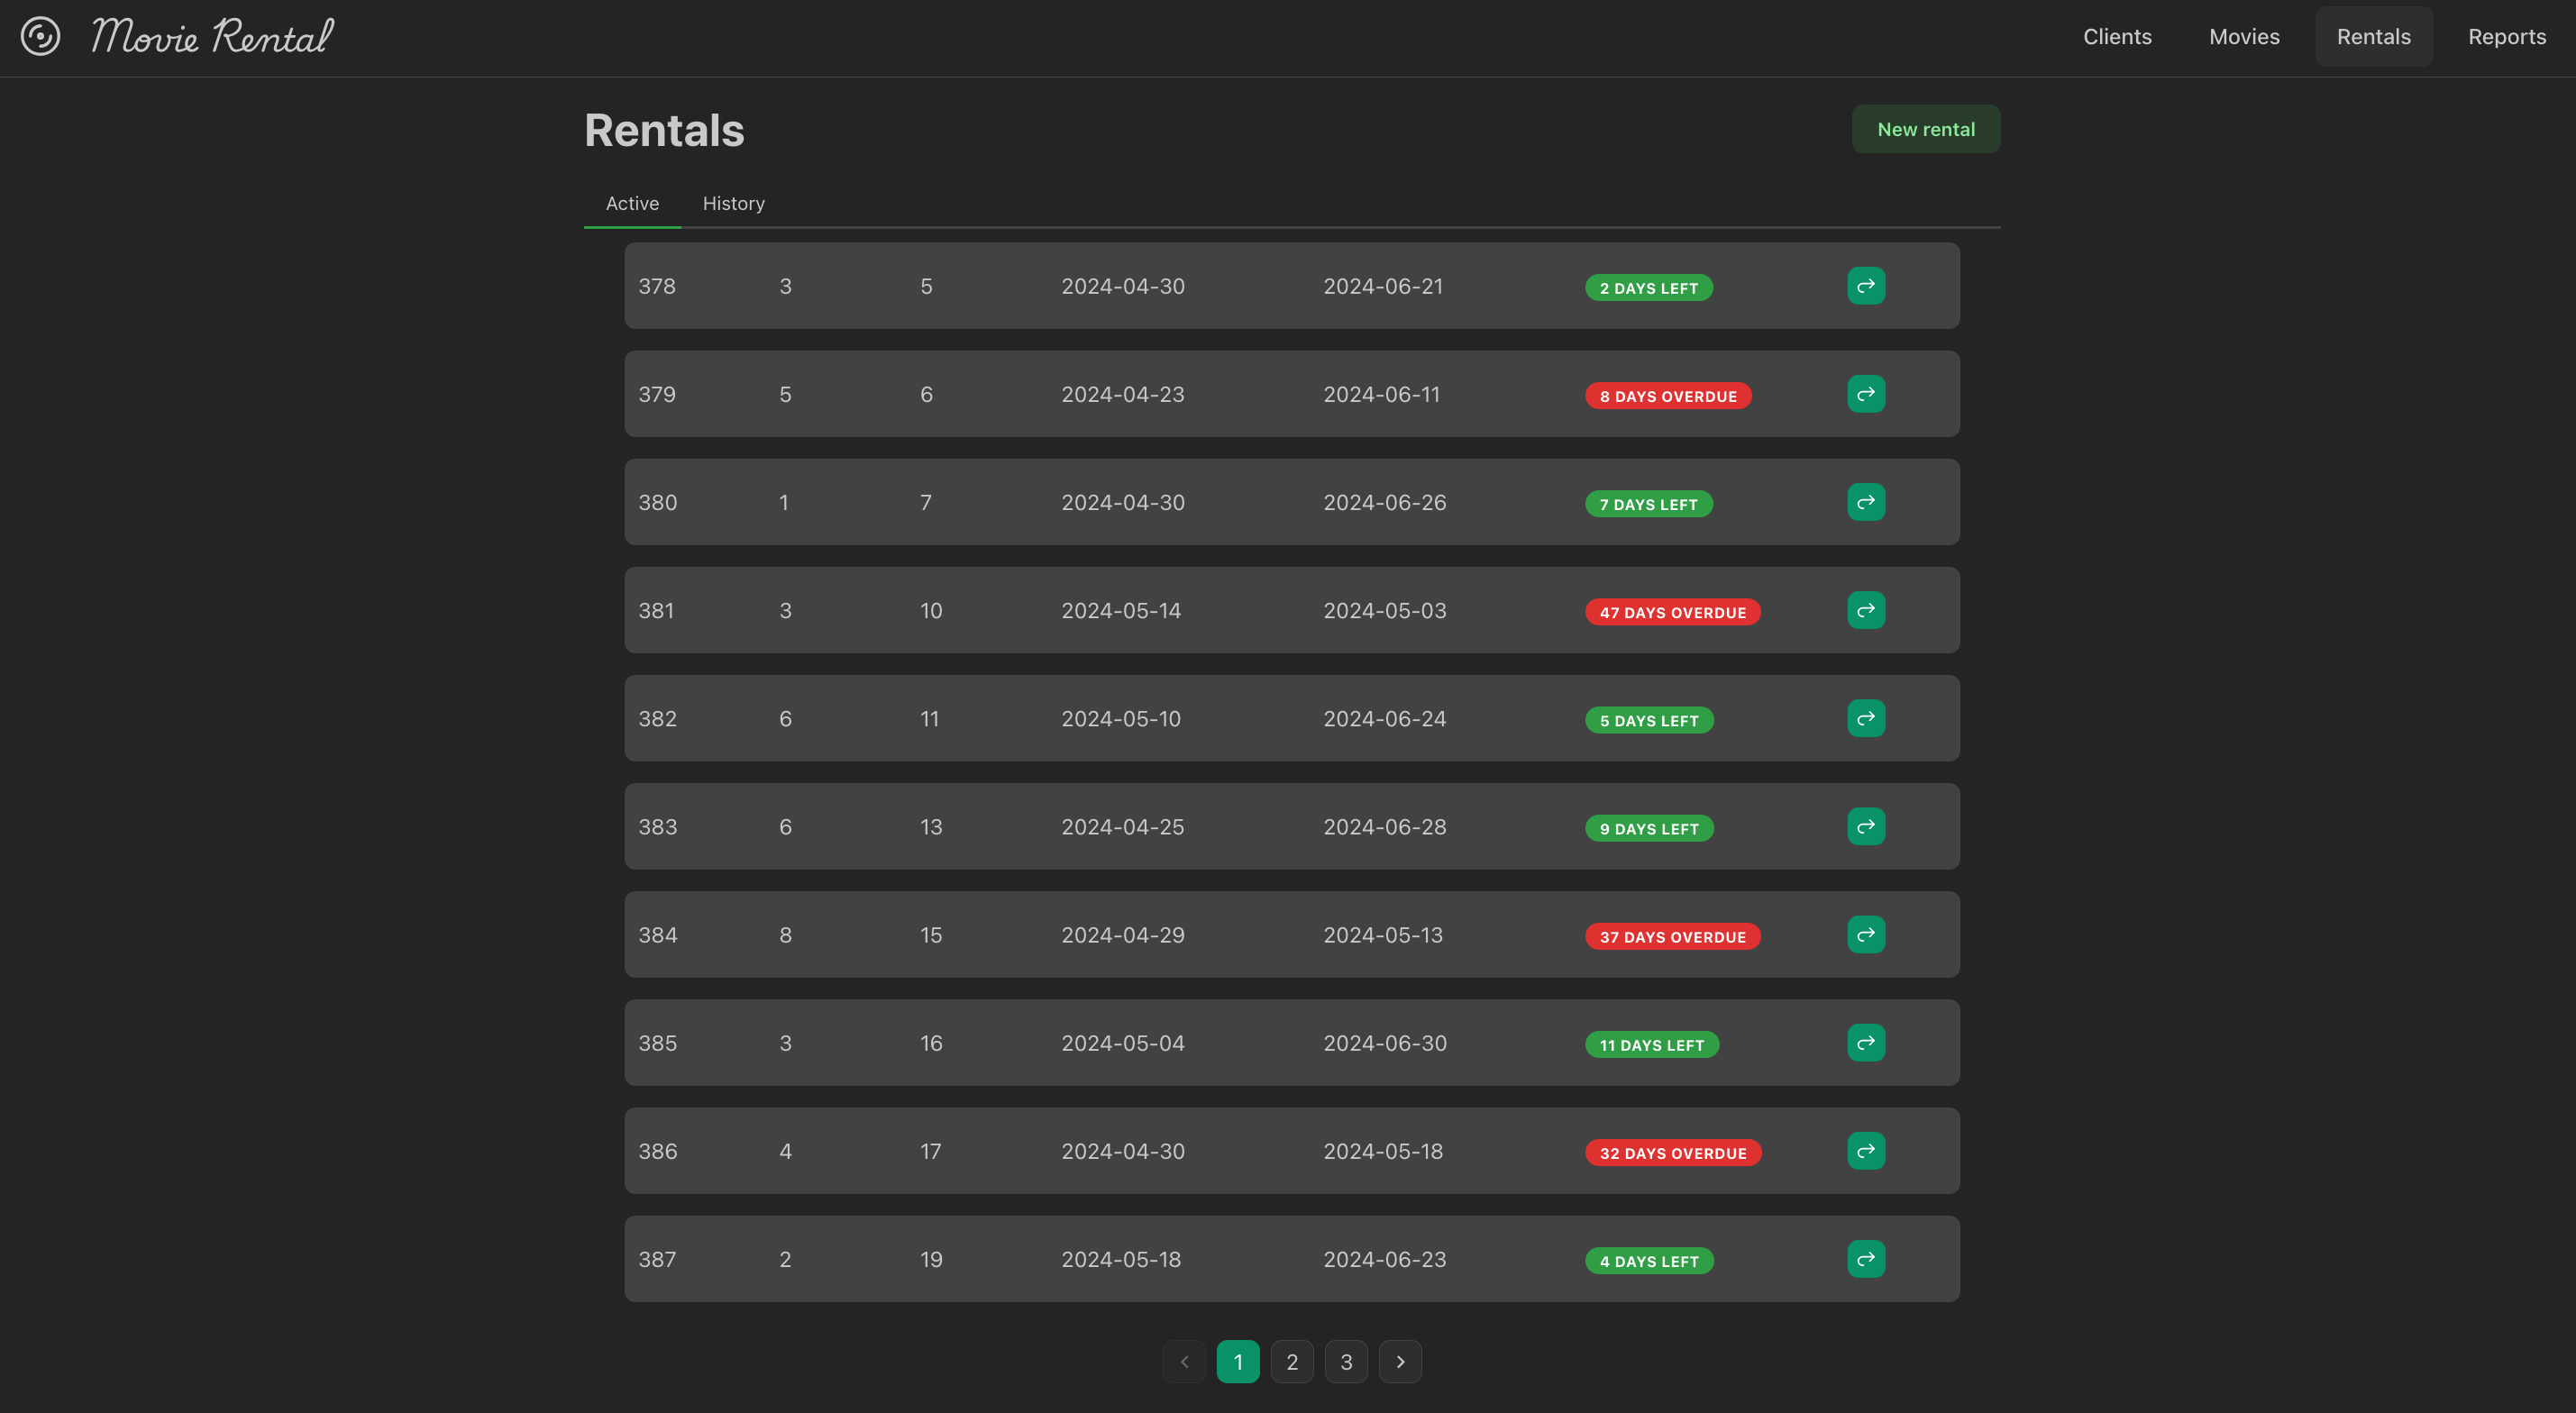 Movie Rental Clients Movies Rentals Reports
Rentals New rental
Active History
378 3 5 2024-04-30 2024-06-21 2 DAYS LEFT
379 5 6 2024-04-23 2024-06-11 8 DAYS OVERDUE
380 1 7 2024-04-30 2024-06-26 7 DAYS LEFT
381 3 10 2024-05-14 2024-05-03 47 DAYS OVERDUE
382 6 11 2024-05-10 2024-06-24 5 DAYS LEFT
383 6 13 2024-04-25 2024-06-28 9 DAYS LEFT
384 8 15 2024-04-29 2024-05-13 37 DAYS OVERDUE
385 3 16 2024-05-04 2024-06-30 11 DAYS LEFT
386 4 17 2024-04-30 2024-05-18 32 DAYS OVERDUE
387 2 19 2024-05-18 2024-06-23 4 DAYS LEFT
1 2 3